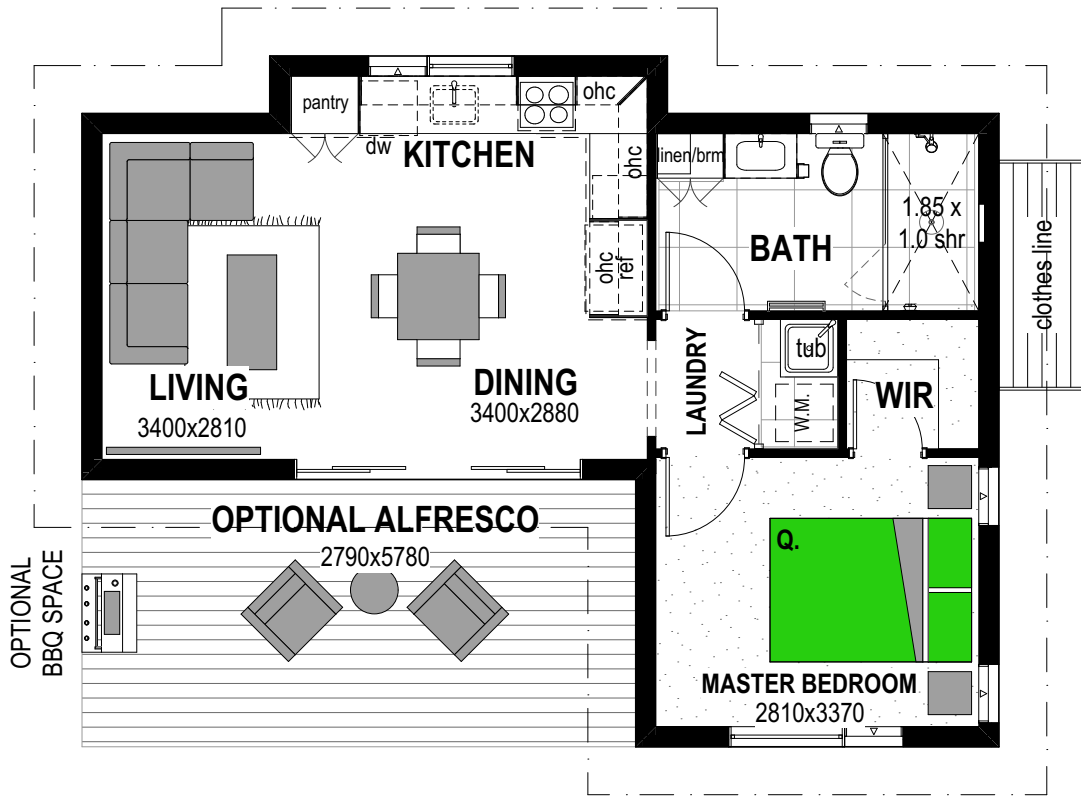 pantry
ohc
dw
KITCHEN
ohc
linen/brm
ohc
ref
1.85 x
1.0 shr
BATH
clothes line
LIVING
3400x2810
DINING
3400x2880
LAUNDRY
tub
W.M.
WIR
OPTIONAL ALFRESCO
2790x5780
OPTIONAL
BBQ SPACE
Q.
MASTER BEDROOM
2810x3370